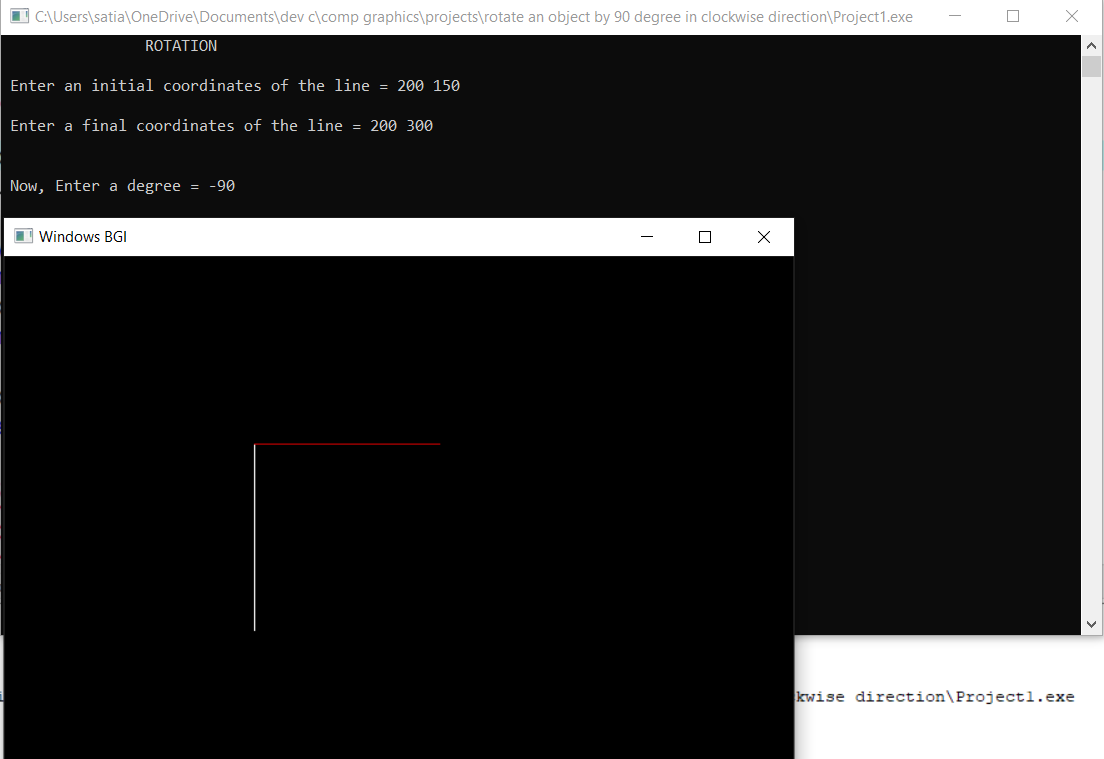 C:\Users\satia\OneDrive\Documents\dev c\comp graphics\projects\rotate an object by 90 degree in clockwise direction\Project1.exe
ROTATION
Enter an initial coordinates of the line = 200 150
Enter a final coordinates of the line = 200 300
Now, Enter a degree = -90
Windows BGI
kwise direction\Project1.exe